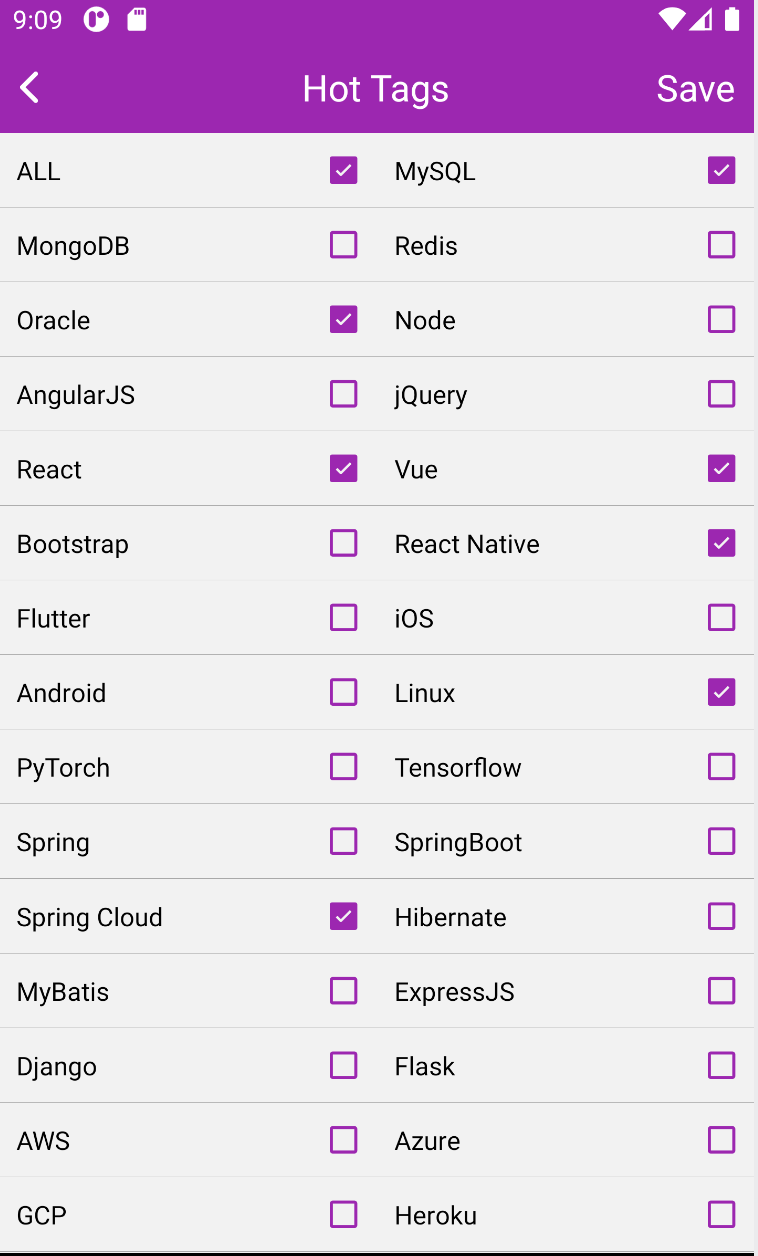 9:09
Hot Tags Save
ALL MySQL
MongoDB Redis
Oracle Node
AngularJS jQuery
React Vue
Bootstrap React Native
Flutter iOS
Android Linux
PyTorch Tensorflow
Spring SpringBoot
Spring Cloud Hibernate
MyBatis ExpressJS
Django Flask
AWS Azure
GCP Heroku